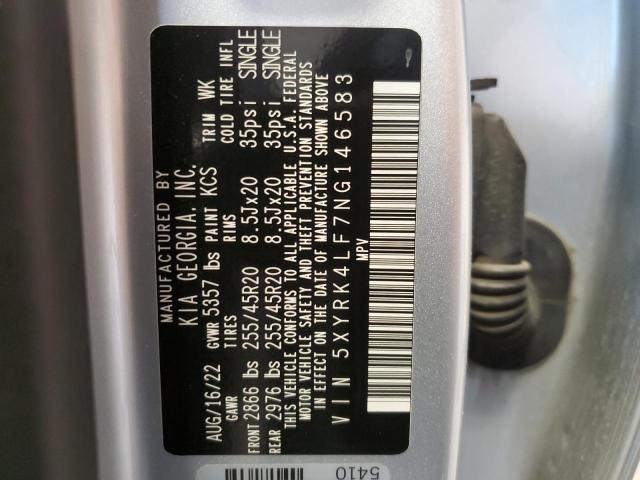 MANUFACTURED BY
KIA GEORGIA. INC.
AUG/16/22 GVWR 5357 lbs PAINT KCS TRIM WK
GAWR TIRES RIMS COLD TIRE INFL
FRONT 2866 lbs 255/45R20 8.5Jx20 35psi SINGLE
REAR 2976 lbs 255/45R20 8.5Jx20 35psi SINGLE
THIS VEHICLE CONFORMS TO ALL APPLICABLE U.S.A. FEDERAL
MOTOR VEHICLE SAFETY AND THEFT PREVENTION STANDARDS
IN EFFECT ON THE DATE OF MANUFACTURE SHOWN ABOVE
VIN 5XYRK4LF7NG146583
MPV
5410